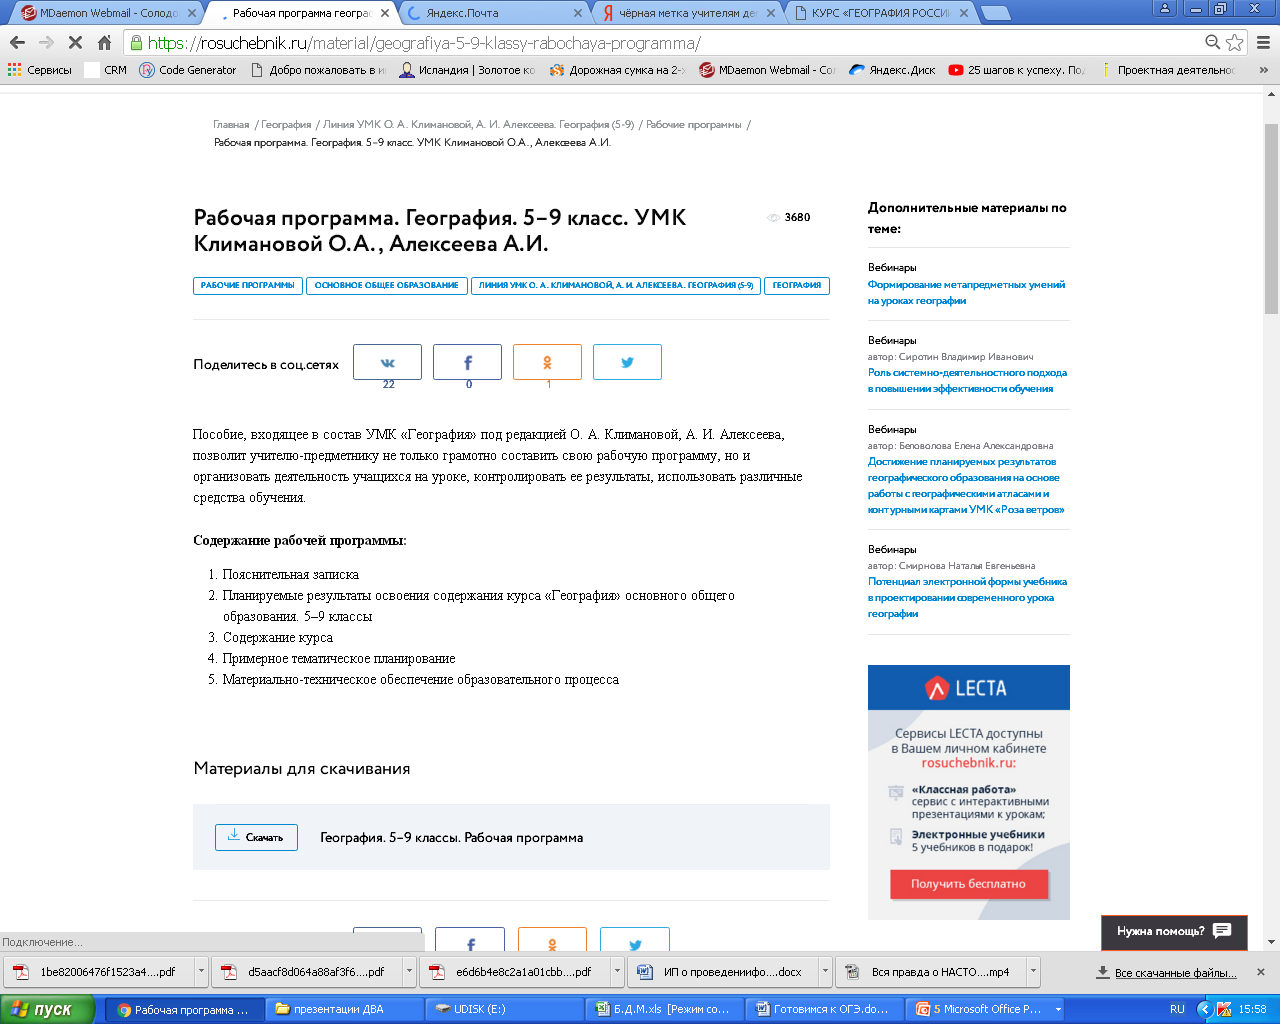 MDaemon Webmail - Солодо
Рабочая программа геогра
Яндекс.Почта
чёрная метка учителям де
КУРС «ГЕОГРАФИЯ РОССИИ
https://rosuchebnik.ru/material/geografiya-5-9-klassy-rabochaya-programma/
Сервисы
CRM
Code Generator
Добро пожаловать в и
Исландия | Золотое ко
Дорожная сумка на 2-
MDaemon Webmail - Со
Яндекс.Диск
25 шагов к успеху. По
Проектная деятельнос
»
Главная / География / Линия УМК О. А. Климановой, А. И. Алексеева. География (5-9) / Рабочие программы /
Рабочая программа. География. 5–9 класс. УМК Климановой О.А., Алексеева А.И.
Рабочая программа. География. 5–9 класс. УМК
Климановой О.А., Алексеева А.И.
3680
РАБОЧИЕ ПРОГРАММЫ
ОСНОВНОЕ ОБЩЕЕ ОБРАЗОВАНИЕ
ЛИНИЯ УМК О. А. КЛИМАНОВОЙ, А. И. АЛЕКСЕЕВА. ГЕОГРАФИЯ (5-9)
ГЕОГРАФИЯ
Поделитесь в соц.сетях
22
0
1
Пособие, входящее в состав УМК «География» под редакцией О. А. Климановой, А. И. Алексеева,
позволит учителю-предметнику не только грамотно составить свою рабочую программу, но и
организовать деятельность учащихся на уроке, контролировать ее результаты, использовать различные
средства обучения.
Содержание рабочей программы:
1. Пояснительная записка
2. Планируемые результаты освоения содержания курса «География» основного общего
образования. 5–9 классы
3. Содержание курса
4. Примерное тематическое планирование
5. Материально-техническое обеспечение образовательного процесса
Материалы для скачивания
Скачать
География. 5–9 классы. Рабочая программа
Дополнительные материалы по
теме:
Вебинары
Формирование метапредметных умений
на уроках географии
Вебинары
автор: Сиротин Владимир Иванович
Роль системно-деятельностного подхода
в повышении эффективности обучения
Вебинары
автор: Беловолова Елена Александровна
Достижение планируемых результатов
географического образования на основе
работы с географическими атласами и
контурными картами УМК «Роза ветров»
Вебинары
автор: Смирнова Наталья Евгеньевна
Потенциал электронной формы учебника
в проектировании современного урока
географии
LECTA
Сервисы LECTA доступны
в Вашем личном кабинете
rosuchebnik.ru:
«Классная работа»
сервис с интерактивными
презентациями к урокам;
Электронные учебники
5 учебников в подарок!
Получить бесплатно
Нужна помощь?
Подключение...
1be82006476f1523a4....pdf
d5aacf8d064a88af3f6....pdf
e6d6b4e8c2a1a01cbb....pdf
ИП о проведениифо....docx
Вся правда о НАСТО....mp4
Все скачанные файлы...
пуск
Рабочая программа ...
презентации ДВА
UDISK (E:)
Б.Д.М.xls [Режим со...
Готовимся к ОГЭ.do...
5 Microsoft Office P...
RU
15:58